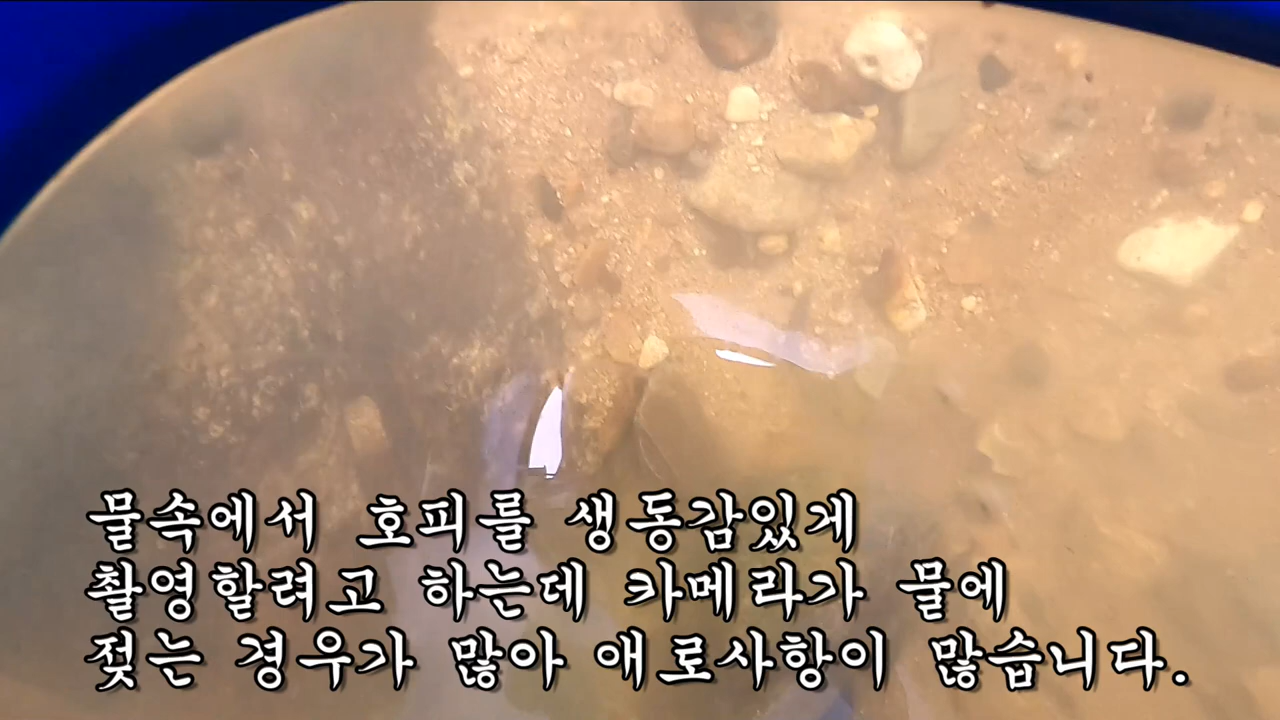 물속에서 호피를 생동감있게
촬영할려고 하는데 카메라가 물에
젖는 경우가 많아 애로사항이 많습니다.